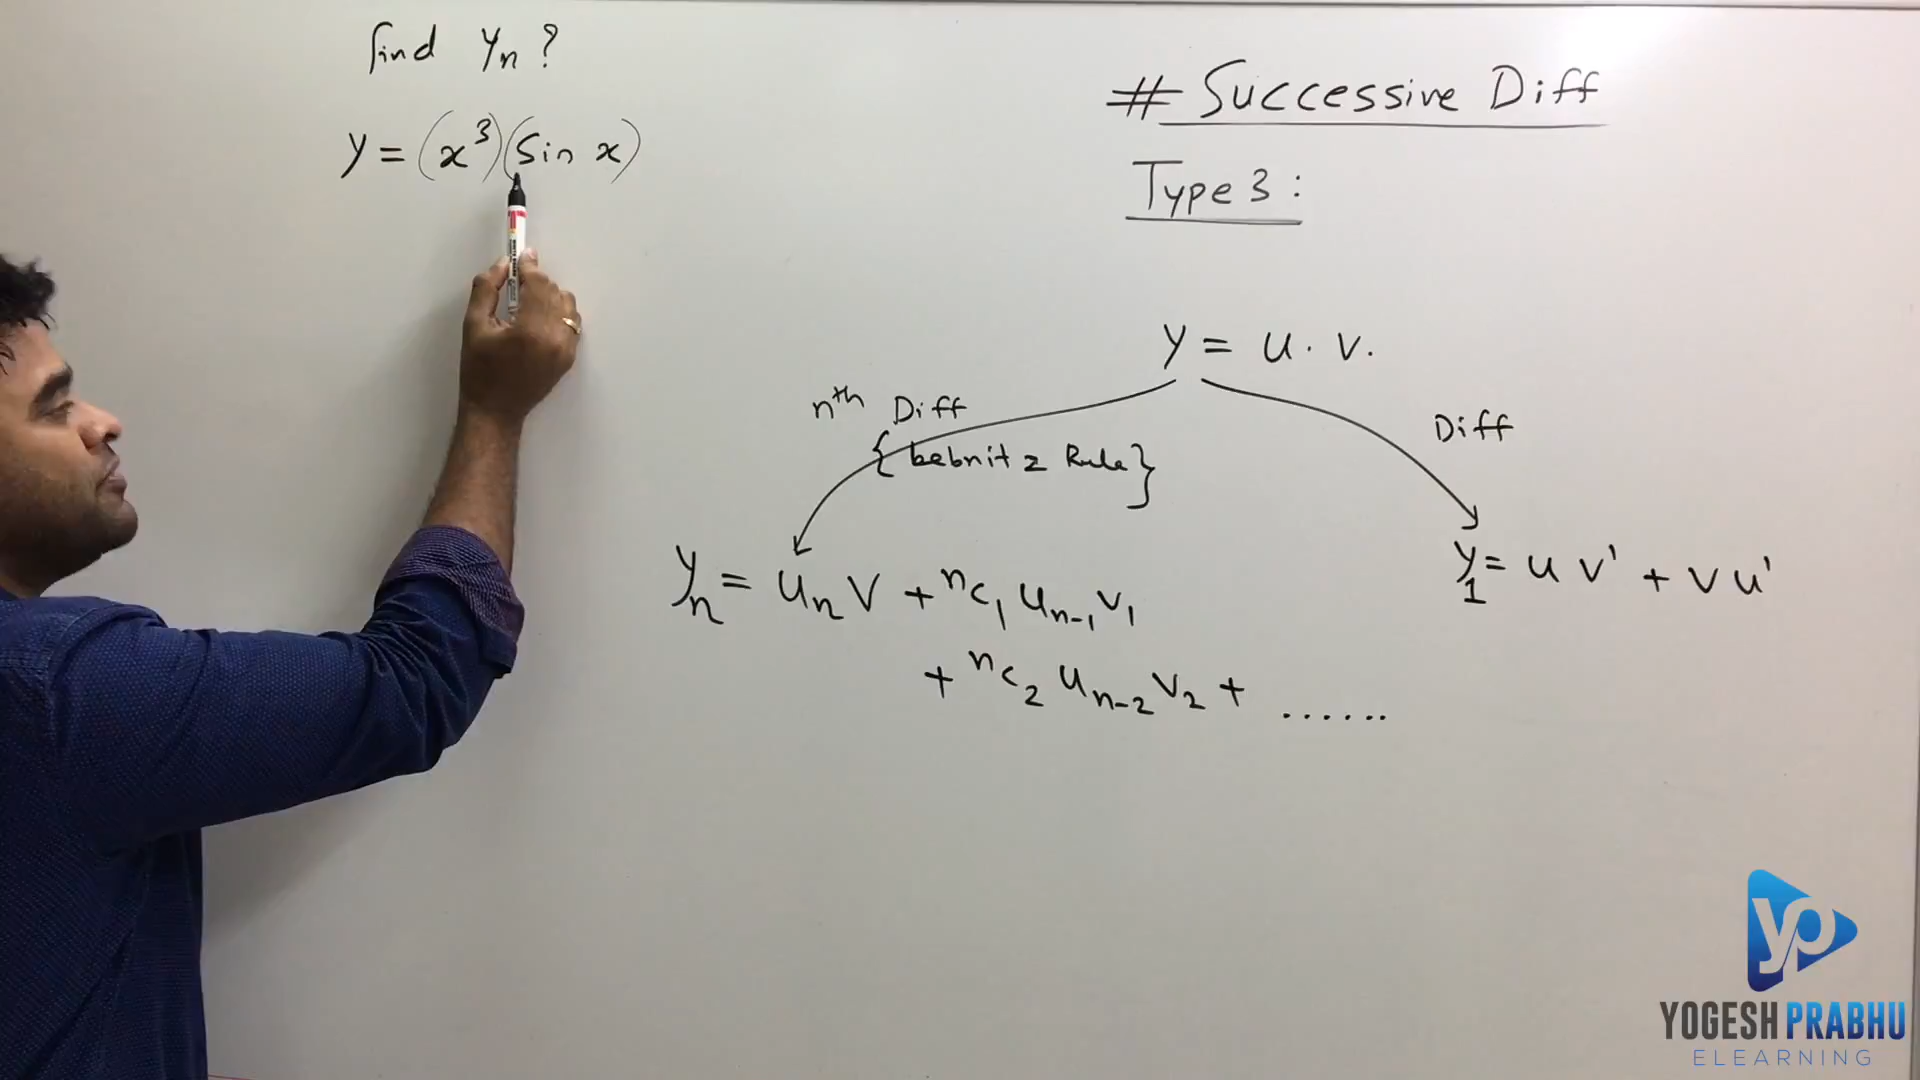 find yₙ ?
y = (x³)(Sin x)
# Successive Diff
Type 3 :
y = u . v .
nᵗʰ Diff
{ Lebnitz Rule }
Diff
yₙ = uₙ v + ⁿc₁ uₙ₋₁ v₁
+ ⁿc₂ uₙ₋₂ v₂ + ......
y₁ = u v' + v u'
yp
YOGESH PRABHU
ELEARNING